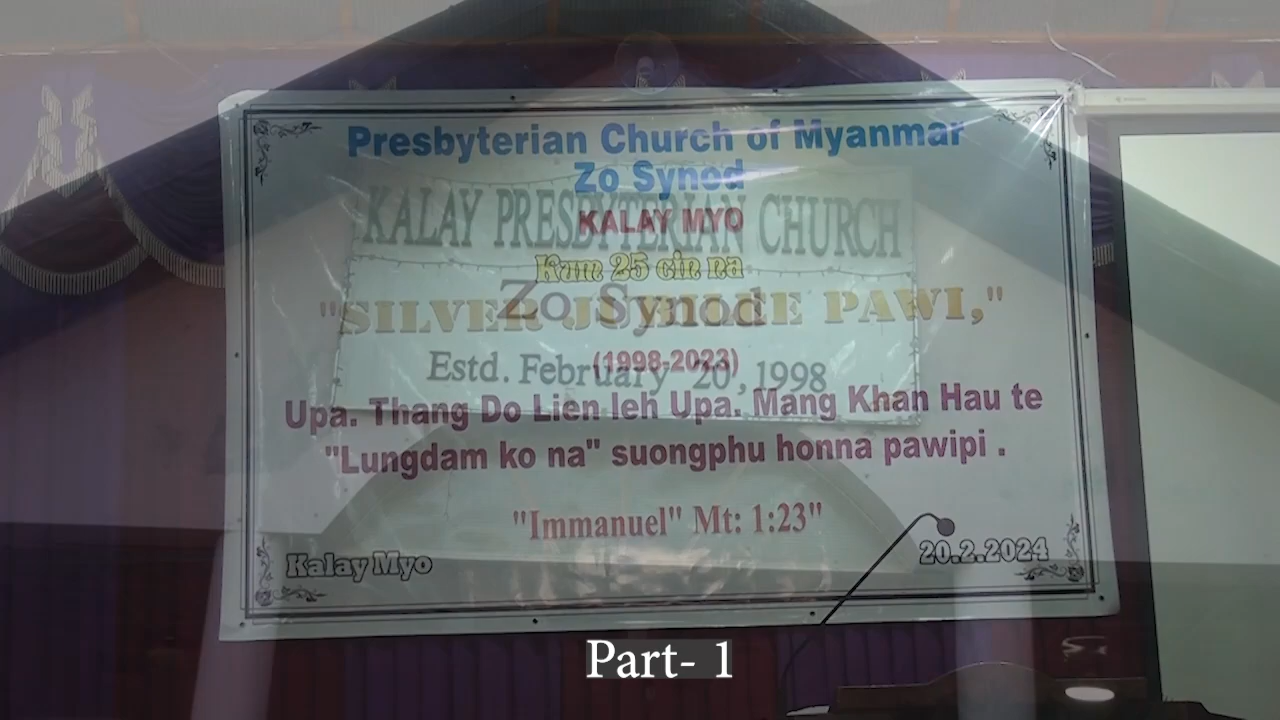 Presbyterian Church of Myanmar
Zo Synod
KALAY MYO
Kum 25 cin na
"SILVER JUBILEE PAWI,"
(1998-2023)
Upa. Thang Do Lien leh Upa. Mang Khan Hau te
"Lungdam ko na" suongphu honna pawipi .
"Immanuel" Mt: 1:23"
Kalay Myo
20.2.2024
KALAY PRESBYTERIAN CHURCH
Zo Synod
Estd. February 20, 1998
Part- 1